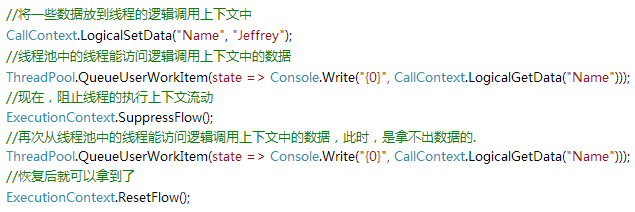 //将一些数据放到线程的逻辑调用上下文中
CallContext.LogicalSetData("Name", "Jeffrey");
//线程池中的线程能访问逻辑调用上下文中的数据
ThreadPool.QueueUserWorkItem(state => Console.Write("{0}", CallContext.LogicalGetData("Name")));
//现在，阻止线程的执行上下文流动
ExecutionContext.SuppressFlow();
//再次从线程池中的线程能访问逻辑调用上下文中的数据，此时，是拿不出数据的.
ThreadPool.QueueUserWorkItem(state => Console.Write("{0}", CallContext.LogicalGetData("Name")));
//恢复后就可以拿到了
ExecutionContext.ResetFlow();